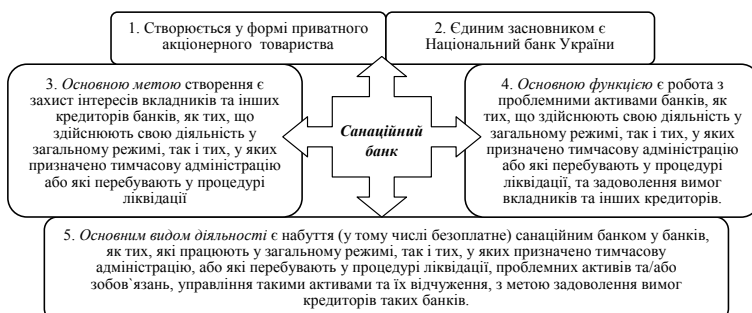 1. Створюється у формі приватного
акціонерного товариства
2. Єдиним засновником є
Національний банк України
3. Основною метою створення є
захист інтересів вкладників та інших
кредиторів банків, як тих, що
здійснюють свою діяльність у
загальному режимі, так і тих, у яких
призначено тимчасову адміністрацію
або які перебувають у процедурі
ліквідації
Санаційний
банк
4. Основною функцією є робота з
проблемними активами банків, як
тих, що здійснюють свою діяльність у
загальному режимі, так і тих, у яких
призначено тимчасову адміністрацію
або які перебувають у процедурі
ліквідації, та задоволення вимог
вкладників та інших кредиторів.
5. Основним видом діяльності є набуття (у тому числі безоплатне) санаційним банком у банків,
як тих, які працюють у загальному режимі, так і тих, у яких призначено тимчасову
адміністрацію, або які перебувають у процедурі ліквідації, проблемних активів та/або
зобов`язань, управління такими активами та їх відчуження, з метою задоволення вимог
кредиторів таких банків.